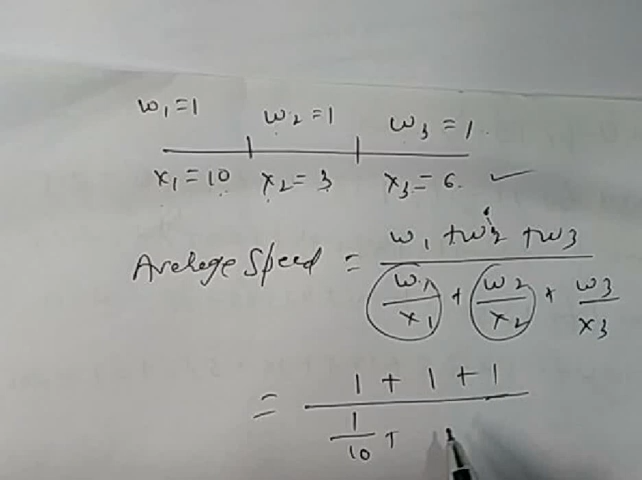 w₁=1 w₂=1 w₃=1
x₁=10 x₂=3 x₃=6
Average Speed = (w₁+w₂+w₃)/(w₁/x₁ + w₂/x₂ + w₃/x₃)
= (1+1+1)/(1/10 +